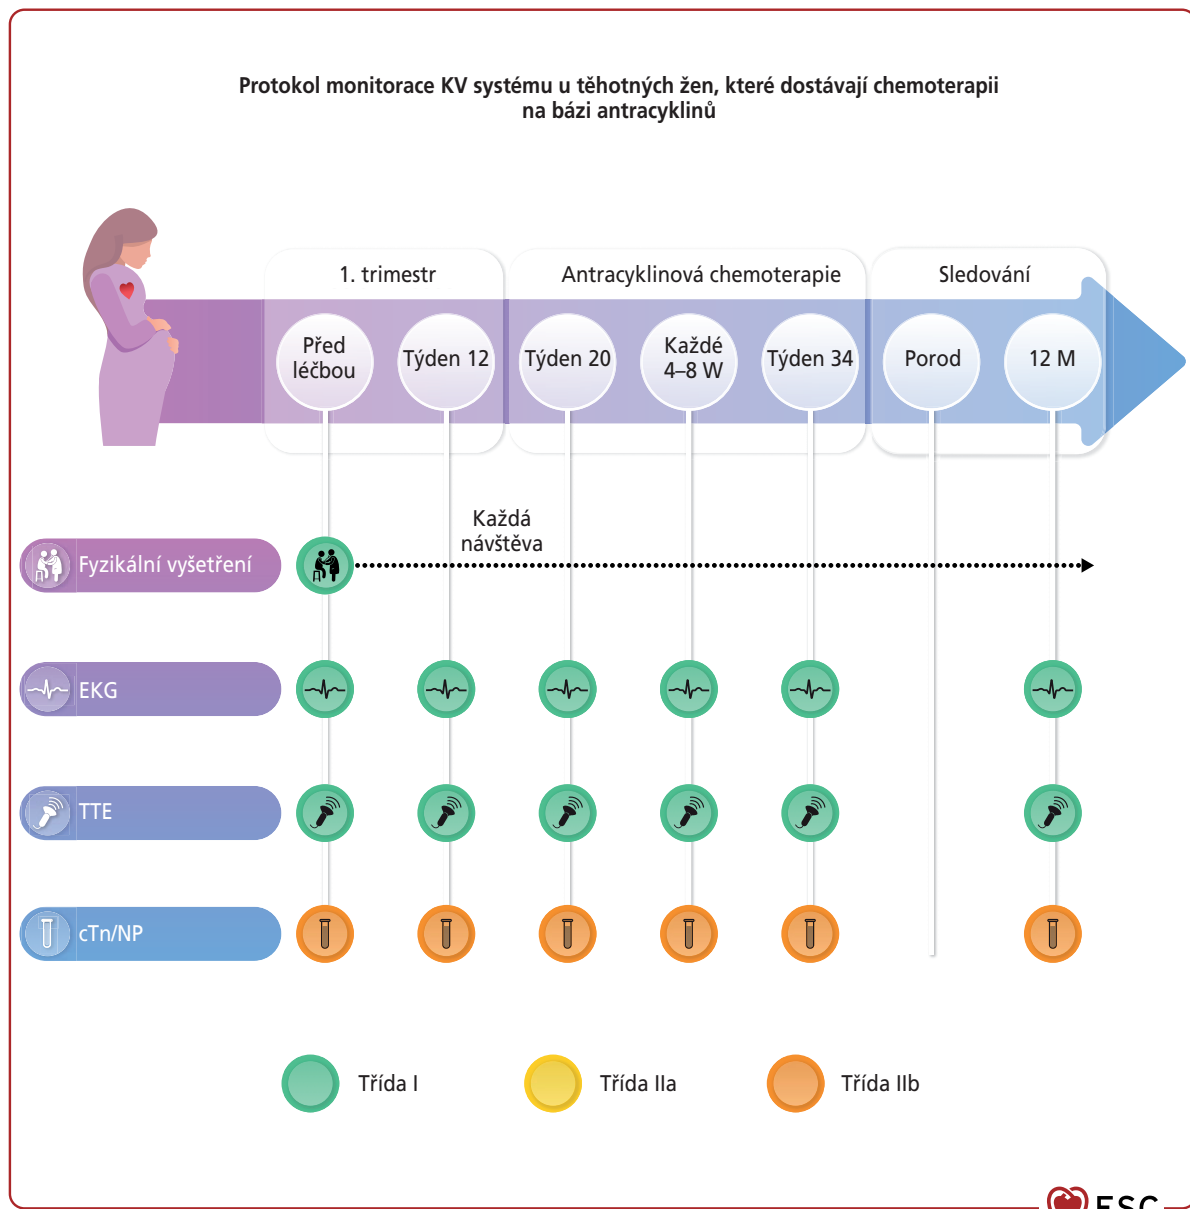 Protokol monitorace KV systému u těhotných žen, které dostávají chemoterapii
na bázi antracyklinů
1. trimestr
Antracyklinová chemoterapie
Sledování
Před
léčbou
Týden 12
Týden 20
Každé
4–8 W
Týden 34
Porod
12 M
Každá
návštěva
Fyzikální vyšetření
EKG
TTE
cTn/NP
Třída I
Třída IIa
Třída IIb
ESC